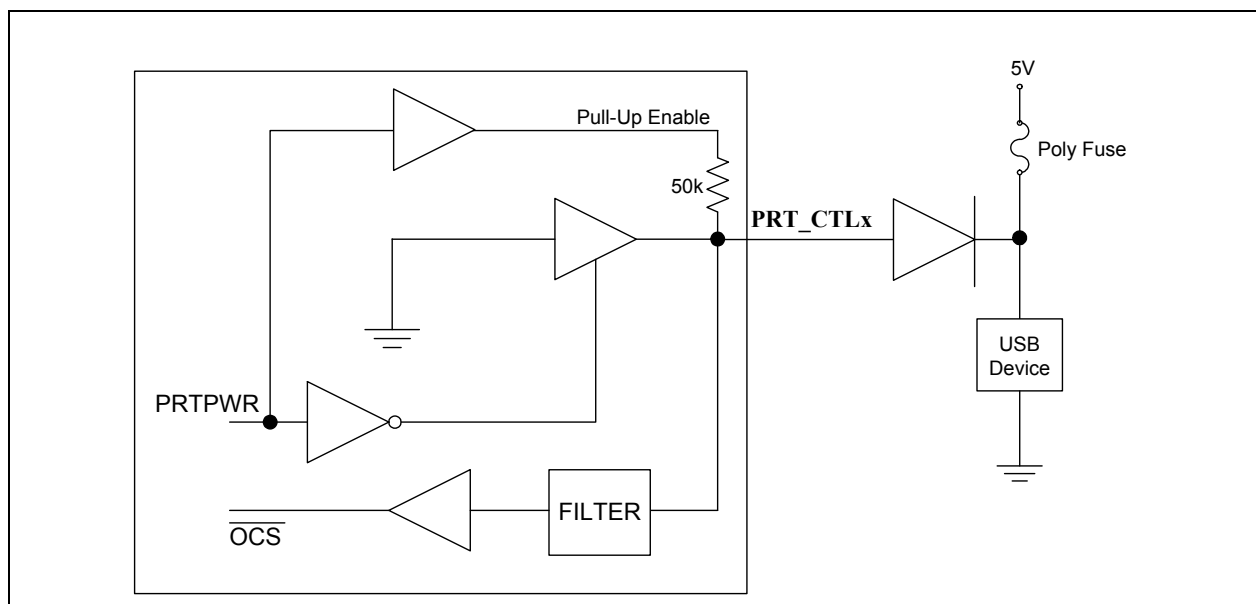 5V
Poly Fuse
Pull-Up Enable
50k
PRT_CTLx
USB
Device
PRTPWR
FILTER
OCS